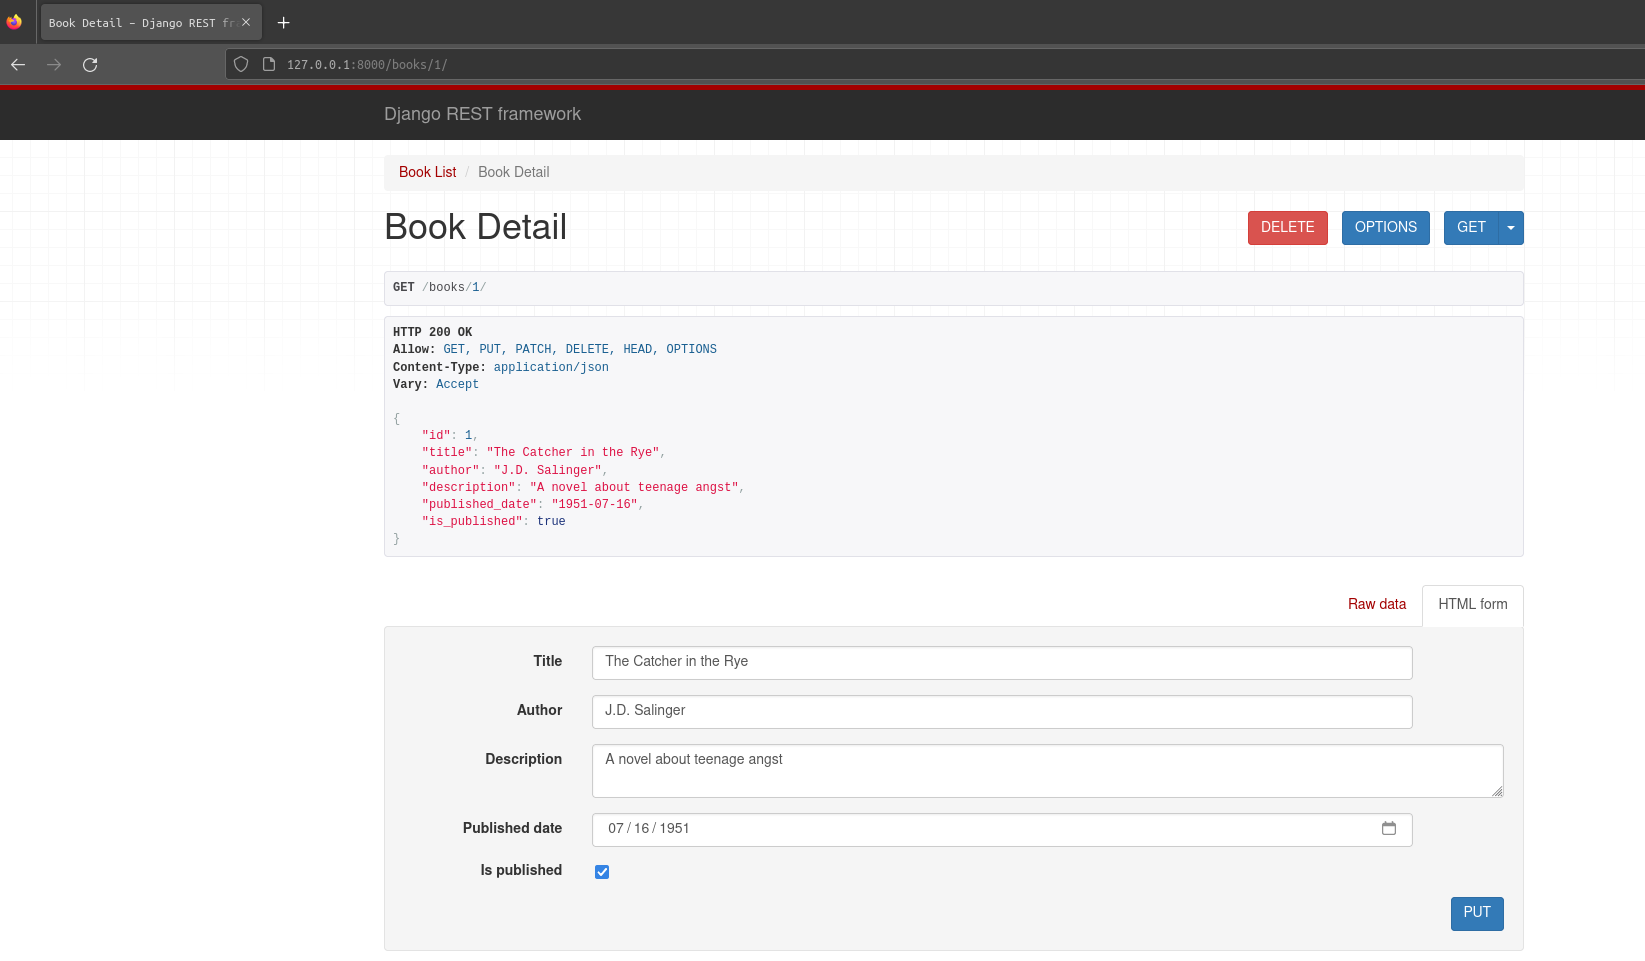 Book Detail – Django REST fr
127.0.0.1:8000/books/1/
Django REST framework
Book List / Book Detail
Book Detail
DELETE OPTIONS GET
GET /books/1/
HTTP 200 OK
Allow: GET, PUT, PATCH, DELETE, HEAD, OPTIONS
Content-Type: application/json
Vary: Accept
{
    "id": 1,
    "title": "The Catcher in the Rye",
    "author": "J.D. Salinger",
    "description": "A novel about teenage angst",
    "published_date": "1951-07-16",
    "is_published": true
}
Raw data HTML form
Title The Catcher in the Rye
Author J.D. Salinger
Description A novel about teenage angst
Published date 07 / 16 / 1951
Is published
PUT